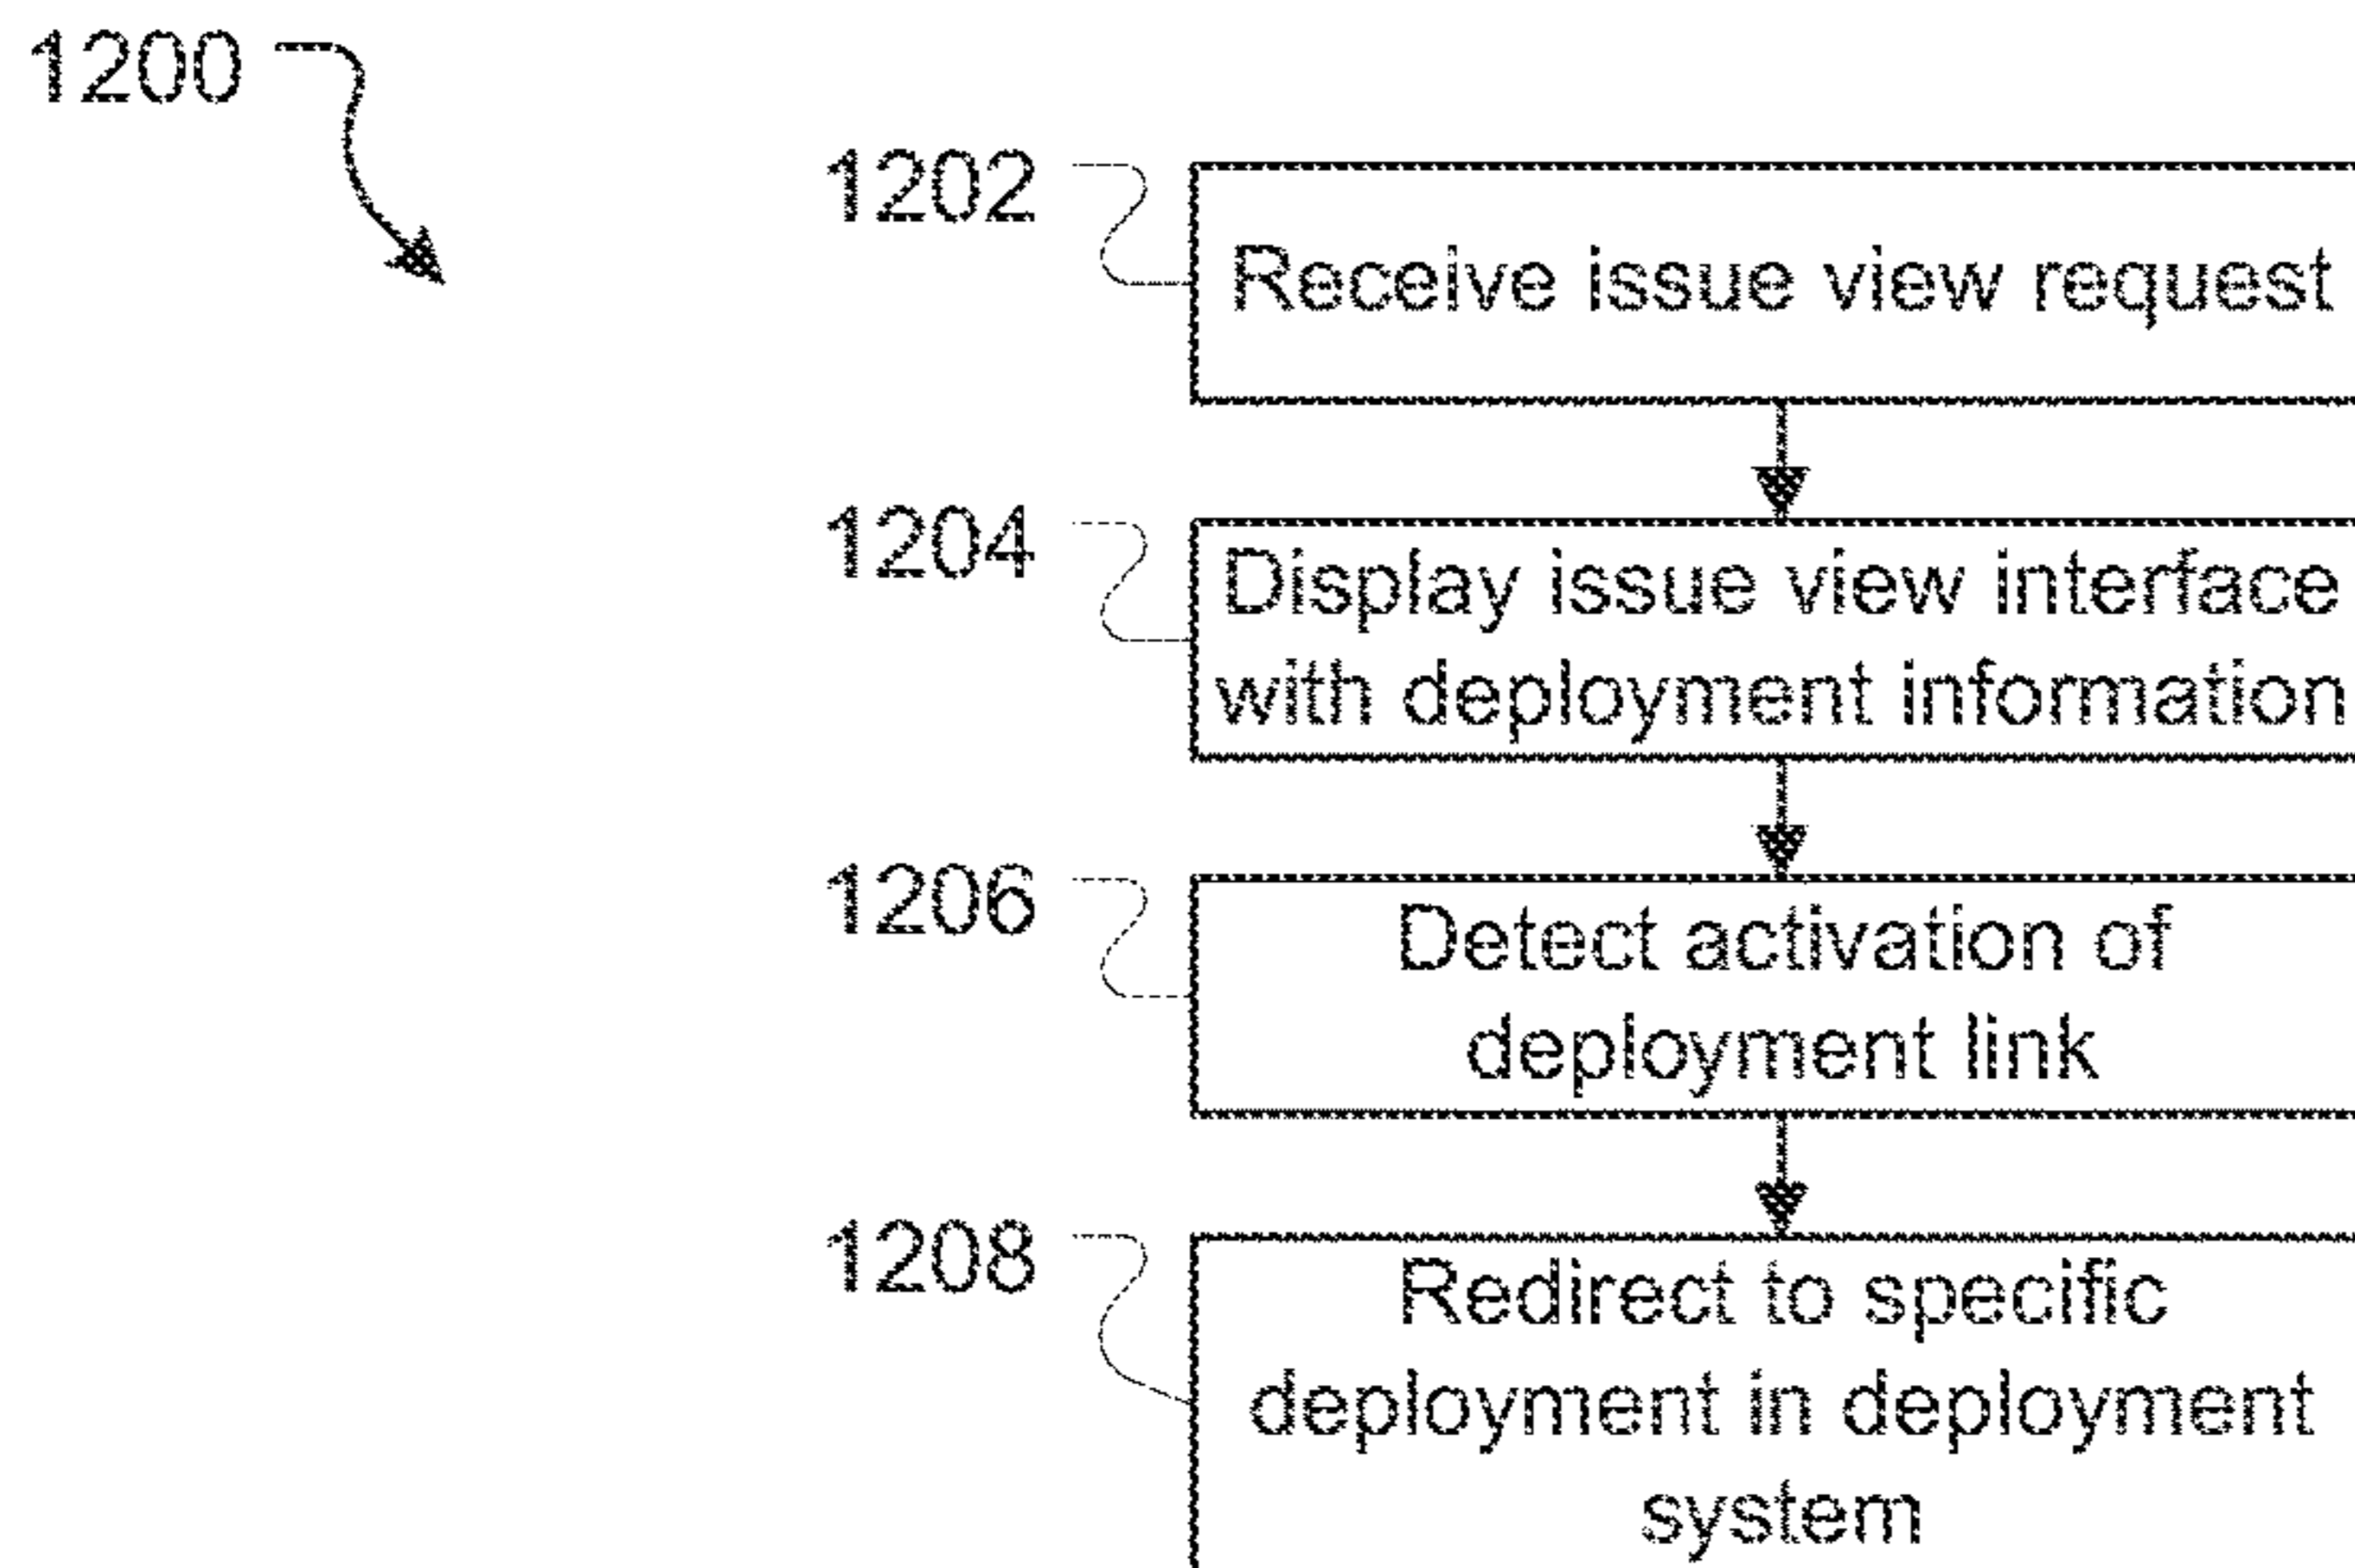 1200
1202
Receive issue view request
1204
Display issue view interface
with deployment information
1206
Detect activation of
deployment link
1208
Redirect to specific
deployment in deployment
system